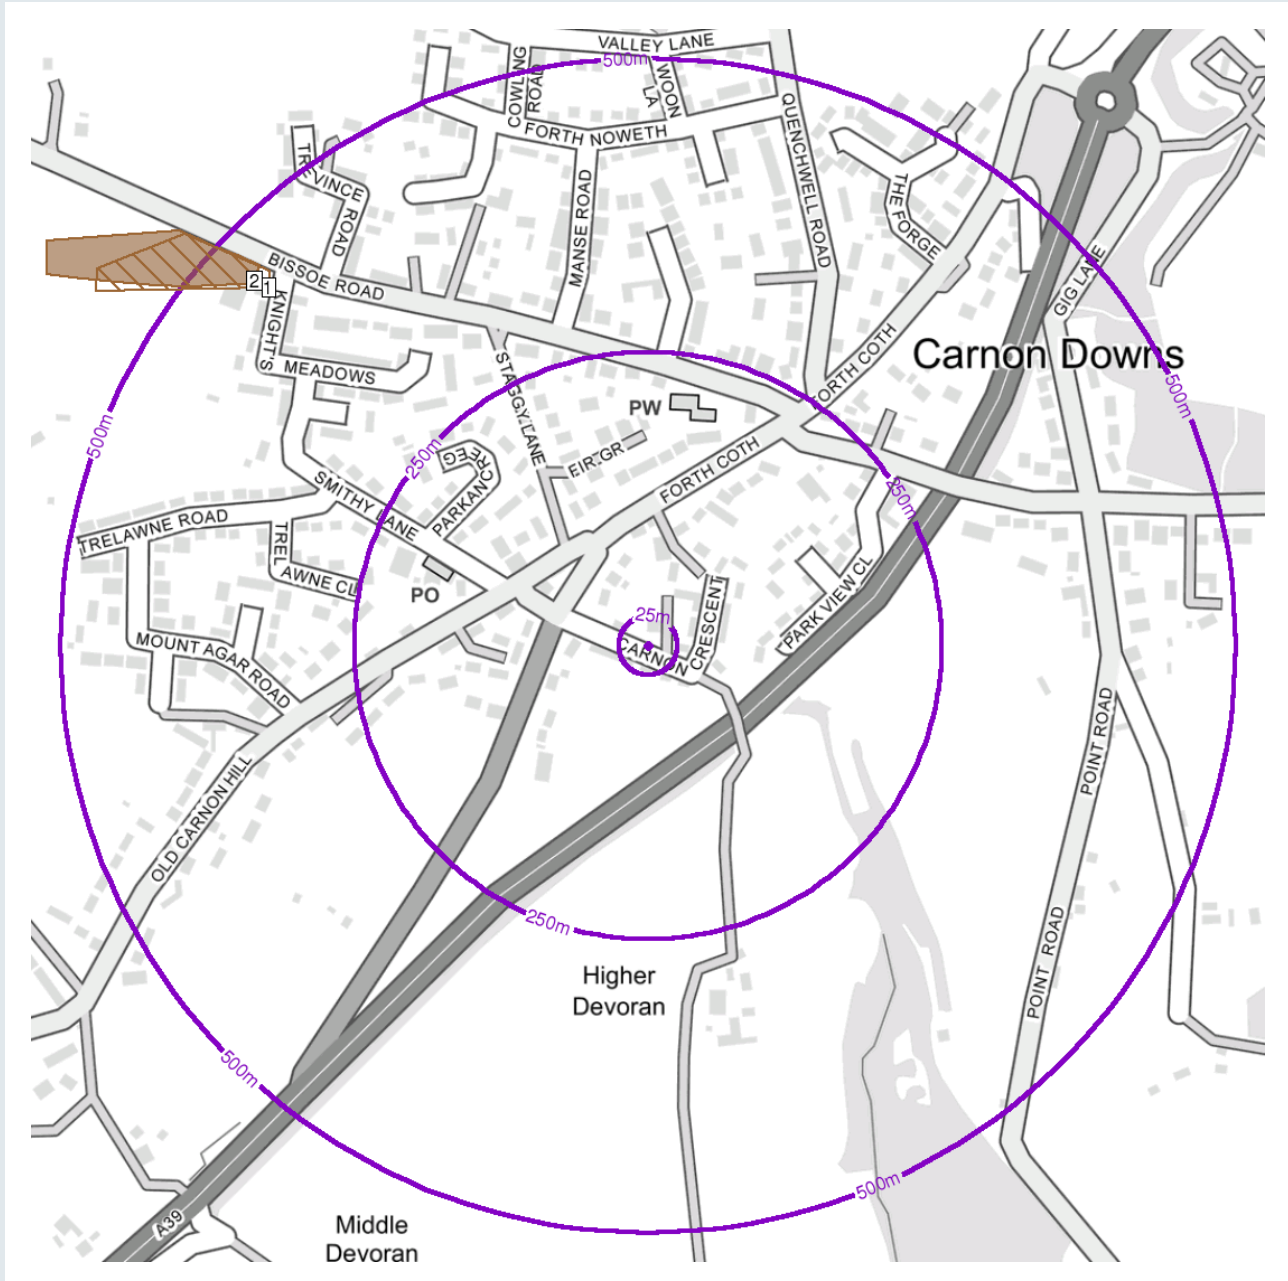 VALLEY LANE
500m
COWLING
ROAD
WOON
LA
FORTH NOWETH
QUENCHWELL ROAD
TREVINCE
ROAD
MANSE ROAD
THE FORGE
GIG LANE
BISSOE ROAD
2
1
KNIGHTS
MEADOWS
Carnon Downs
500m
FORTH COTH
STAGGY LANE
PW
500m
250m
PARKANCREEG
EIR-GR
FORTH COTH
250m
SMITHY LANE
TRELAWNE ROAD
TREL
AWNE CL
PO
25m
CARNON
CRESCENT
PARK VIEW CL
MOUNT AGAR ROAD
POINT ROAD
OLD CARNON HILL
250m
POINT ROAD
Higher
Devoran
500m
500m
A39
Middle
Devoran